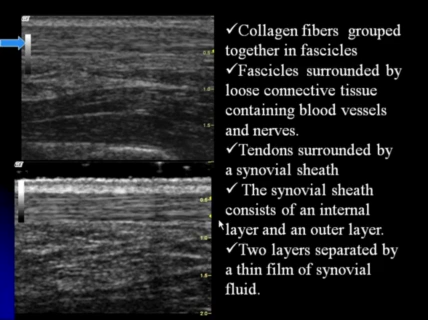 ✓Collagen fibers grouped
together in fascicles
✓Fascicles surrounded by
loose connective tissue
containing blood vessels
and nerves.
✓Tendons surrounded by
a synovial sheath
✓ The synovial sheath
consists of an internal
layer and an outer layer.
✓Two layers separated by
a thin film of synovial
fluid.